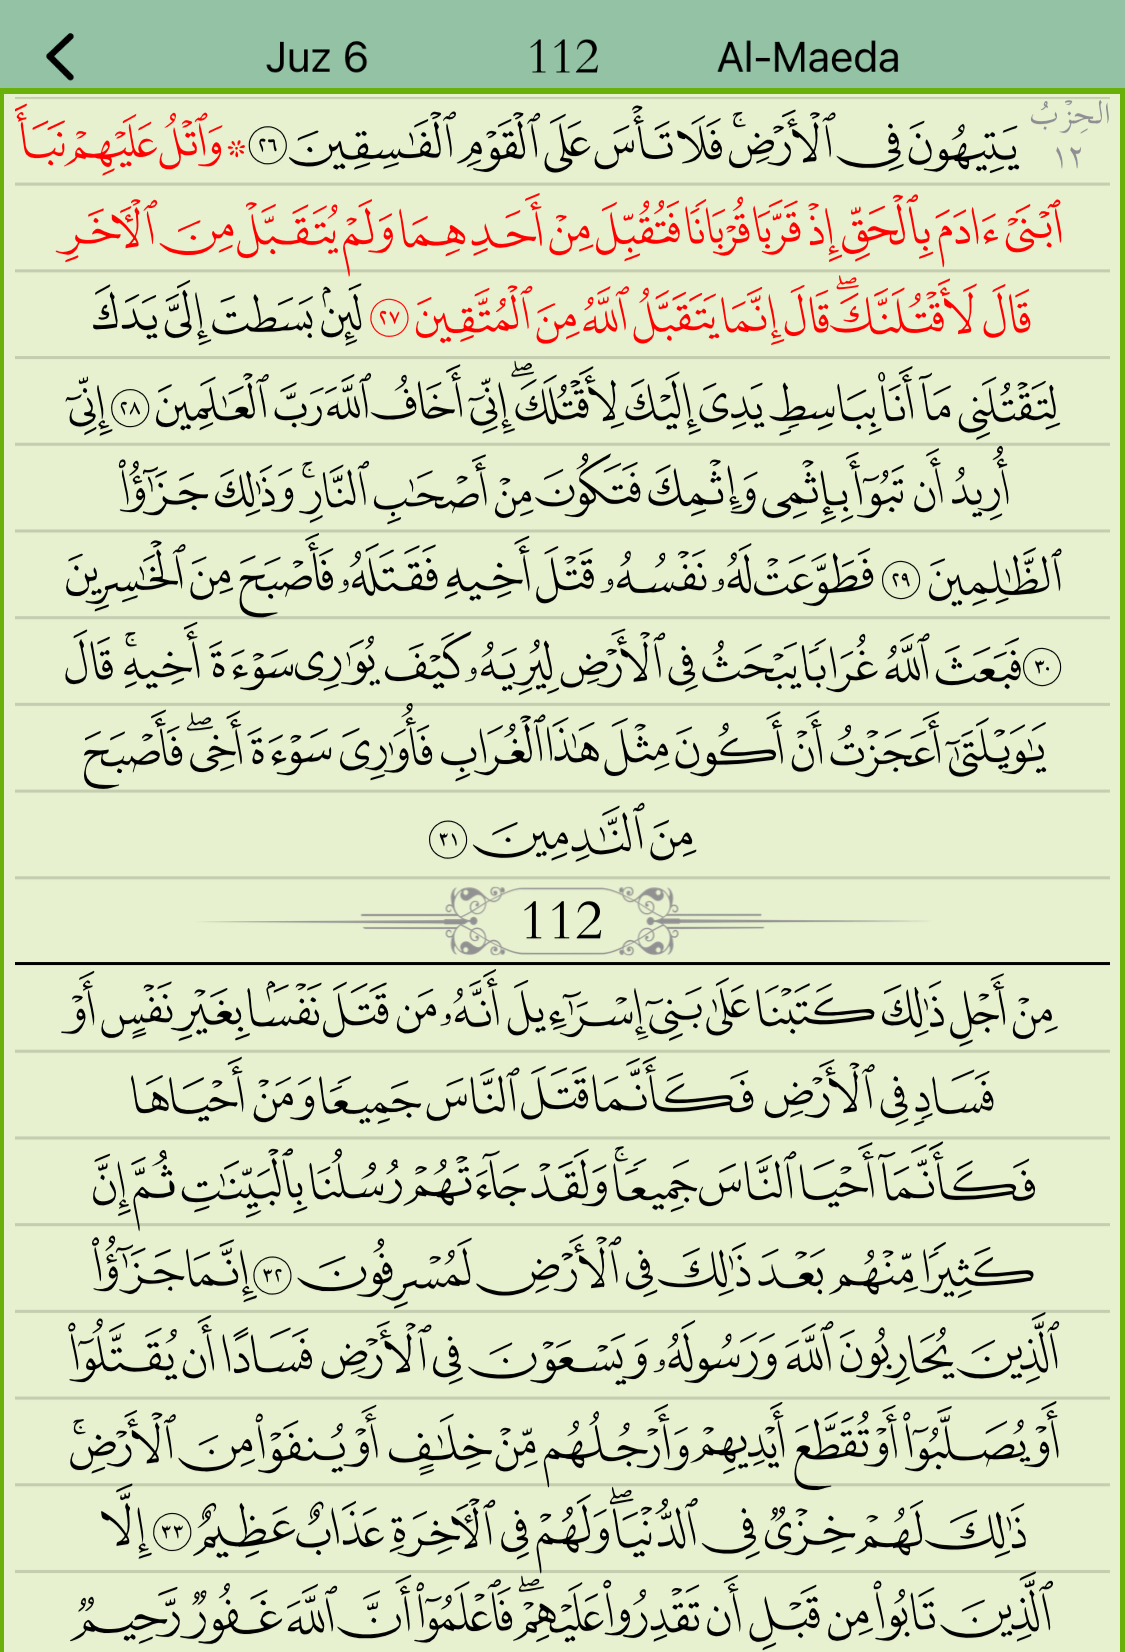 Juz 6 112 Al-Maeda
الحِزْبُ
١٢
يَتِيهُونَ فِي ٱلْأَرْضِۚ فَلَا تَأْسَ عَلَى ٱلْقَوْمِ ٱلْفَٰسِقِينَ ٢٦ ۞ وَٱتْلُ عَلَيْهِمْ نَبَأَ
ٱبْنَىْ ءَادَمَ بِٱلْحَقِّ إِذْ قَرَّبَا قُرْبَانًا فَتُقُبِّلَ مِنْ أَحَدِهِمَا وَلَمْ يُتَقَبَّلْ مِنَ ٱلْءَاخَرِ
قَالَ لَأَقْتُلَنَّكَۖ قَالَ إِنَّمَا يَتَقَبَّلُ ٱللَّهُ مِنَ ٱلْمُتَّقِينَ ٢٧ لَئِنۢ بَسَطتَ إِلَىَّ يَدَكَ
لِتَقْتُلَنِى مَآ أَنَا۠ بِبَاسِطٍ يَدِىَ إِلَيْكَ لِأَقْتُلَكَۖ إِنِّىٓ أَخَافُ ٱللَّهَ رَبَّ ٱلْعَٰلَمِينَ ٢٨ إِنِّىٓ
أُرِيدُ أَن تَبُوٓأَ بِإِثْمِى وَإِثْمِكَ فَتَكُونَ مِنْ أَصْحَٰبِ ٱلنَّارِۚ وَذَٰلِكَ جَزَٰٓؤُا۟
ٱلظَّٰلِمِينَ ٢٩ فَطَوَّعَتْ لَهُۥ نَفْسُهُۥ قَتْلَ أَخِيهِ فَقَتَلَهُۥ فَأَصْبَحَ مِنَ ٱلْخَٰسِرِينَ
٣٠ فَبَعَثَ ٱللَّهُ غُرَابًا يَبْحَثُ فِى ٱلْأَرْضِ لِيُرِيَهُۥ كَيْفَ يُوَٰرِى سَوْءَةَ أَخِيهِۚ قَالَ
يَٰوَيْلَتَىٰٓ أَعَجَزْتُ أَنْ أَكُونَ مِثْلَ هَٰذَا ٱلْغُرَابِ فَأُوَٰرِىَ سَوْءَةَ أَخِىۖ فَأَصْبَحَ
مِنَ ٱلنَّٰدِمِينَ ٣١
112
مِنْ أَجْلِ ذَٰلِكَ كَتَبْنَا عَلَىٰ بَنِىٓ إِسْرَٰٓءِيلَ أَنَّهُۥ مَن قَتَلَ نَفْسًۢا بِغَيْرِ نَفْسٍ أَوْ
فَسَادٍ فِى ٱلْأَرْضِ فَكَأَنَّمَا قَتَلَ ٱلنَّاسَ جَمِيعًا وَمَنْ أَحْيَاهَا
فَكَأَنَّمَآ أَحْيَا ٱلنَّاسَ جَمِيعًاۚ وَلَقَدْ جَآءَتْهُمْ رُسُلُنَا بِٱلْبَيِّنَٰتِ ثُمَّ إِنَّ
كَثِيرًا مِّنْهُم بَعْدَ ذَٰلِكَ فِى ٱلْأَرْضِ لَمُسْرِفُونَ ٣٢ إِنَّمَا جَزَٰٓؤُا۟
ٱلَّذِينَ يُحَارِبُونَ ٱللَّهَ وَرَسُولَهُۥ وَيَسْعَوْنَ فِى ٱلْأَرْضِ فَسَادًا أَن يُقَتَّلُوٓا۟
أَوْ يُصَلَّبُوٓا۟ أَوْ تُقَطَّعَ أَيْدِيهِمْ وَأَرْجُلُهُم مِّنْ خِلَٰفٍ أَوْ يُنفَوْا۟ مِنَ ٱلْأَرْضِۚ
ذَٰلِكَ لَهُمْ خِزْىٌ فِى ٱلدُّنْيَاۖ وَلَهُمْ فِى ٱلْءَاخِرَةِ عَذَابٌ عَظِيمٌ ٣٣ إِلَّا
ٱلَّذِينَ تَابُوا۟ مِن قَبْلِ أَن تَقْدِرُوا۟ عَلَيْهِمْۖ فَٱعْلَمُوٓا۟ أَنَّ ٱللَّهَ غَفُورٌ رَّحِيمٌ